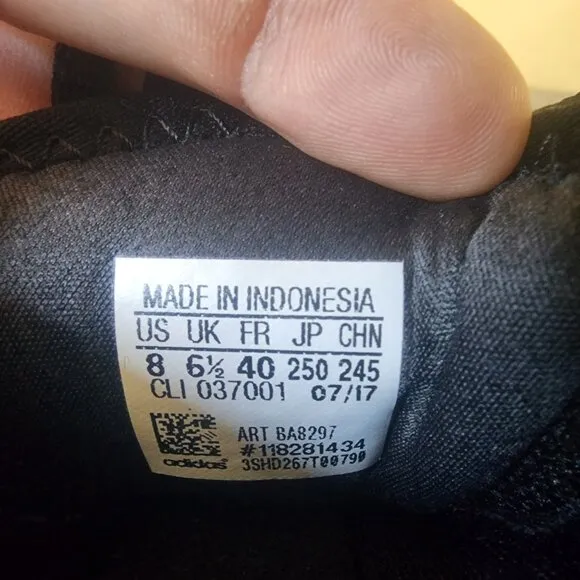 MADE IN INDONESIA
US UK FR JP CHN
8 6½ 40 250 245
CLI 037001 07/17
ART BA8297
#118281434
adidas 3SHD267T00790